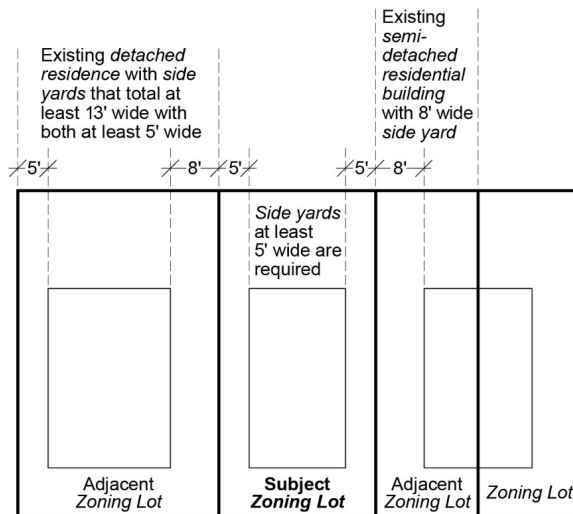 Existing detached
residence with side
yards that total at
least 13' wide with
both at least 5' wide
Existing
semi-
detached
residential
building
with 8' wide
side yard
5'
8'
5'
5'
8'
Side yards
at least
5' wide are
required
Adjacent
Zoning Lot
Subject
Zoning Lot
Adjacent
Zoning Lot
Zoning Lot